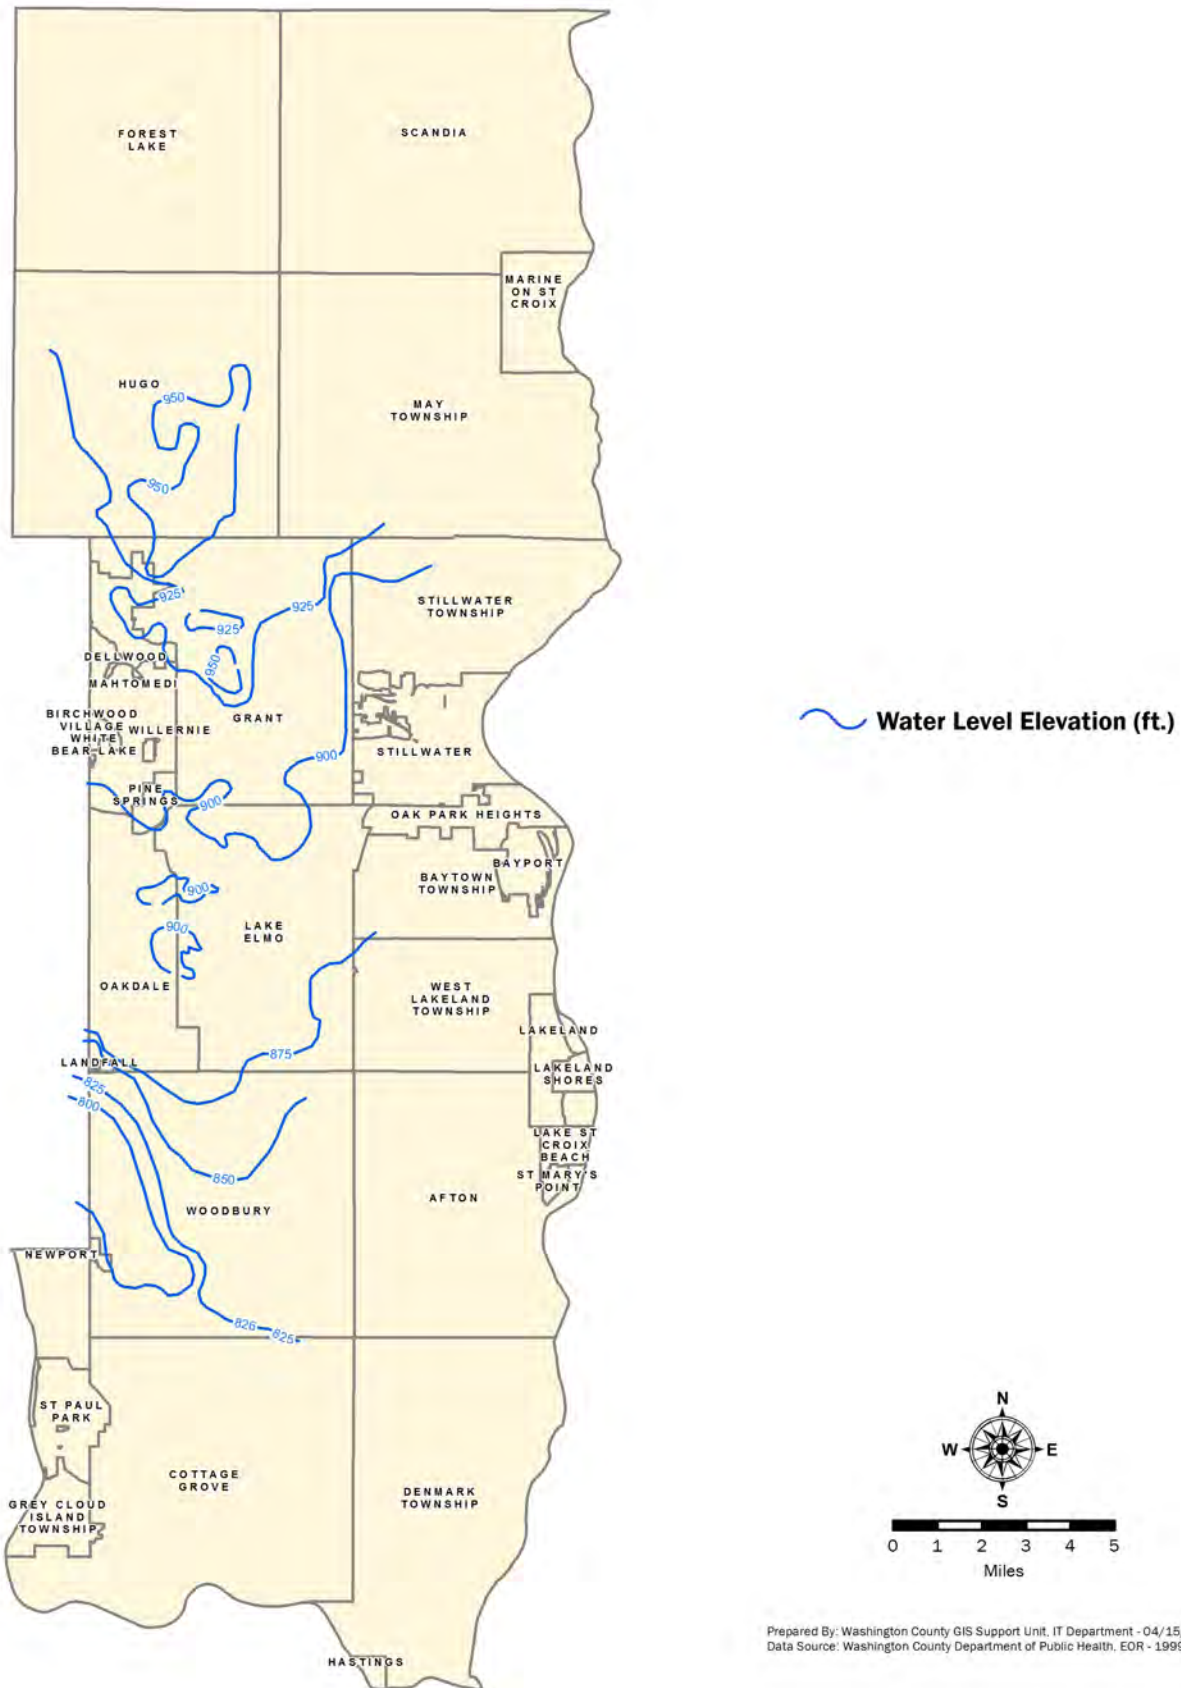 FOREST
LAKE
SCANDIA
MARINE
ON ST
CROIX
HUGO
950
MAY
TOWNSHIP
950
925
925
925
STILLWATER
TOWNSHIP
DELLWOOD
950
MAHTOMEDI
BIRCHWOOD
VILLAGE
WILLERNIE
WHITE
BEAR LAKE
GRANT
Water Level Elevation (ft.)
STILLWATER
900
PINE
SPRINGS
900
OAK PARK HEIGHTS
BAYPORT
BAYTOWN
TOWNSHIP
900
900
LAKE
ELMO
OAKDALE
WEST
LAKELAND
TOWNSHIP
LAKELAND
875
LANDFALL
LAKELAND
SHORES
825
800
LAKE ST
CROIX
BEACH
850
ST MARY'S
POINT
AFTON
WOODBURY
NEWPORT
826
825
ST PAUL
PARK
COTTAGE
GROVE
DENMARK
TOWNSHIP
GREY CLOUD
ISLAND
TOWNSHIP
HASTINGS
N
W E
S
0 1 2 3 4 5
Miles
Prepared By: Washington County GIS Support Unit, IT Department - 04/15/
Data Source: Washington County Department of Public Health, EOR - 1999